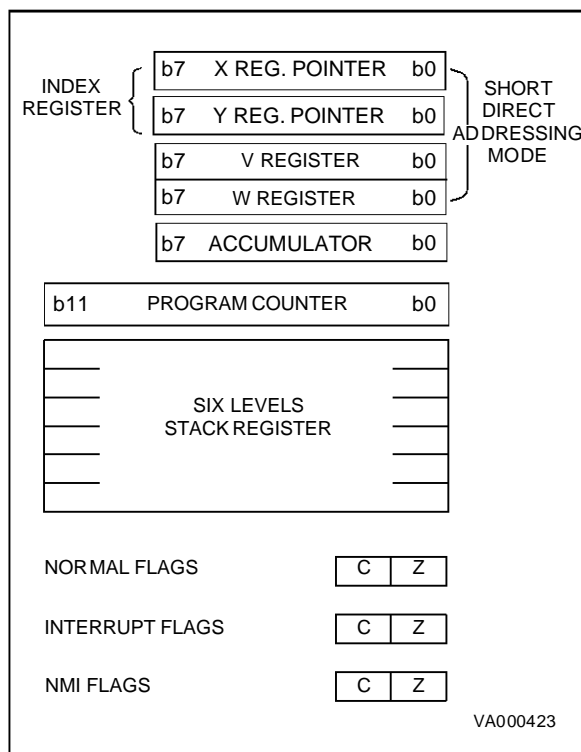 INDEX
REGISTER
b7 X REG. POINTER b0
b7 Y REG. POINTER b0
b7 V REGISTER b0
b7 W REGISTER b0
SHORT
DIRECT
ADDRESSING
MODE
b7 ACCUMULATOR b0
b11 PROGRAM COUNTER b0
SIX LEVELS
STACK REGISTER
NORMAL FLAGS C Z
INTERRUPT FLAGS C Z
NMI FLAGS C Z
VA000423